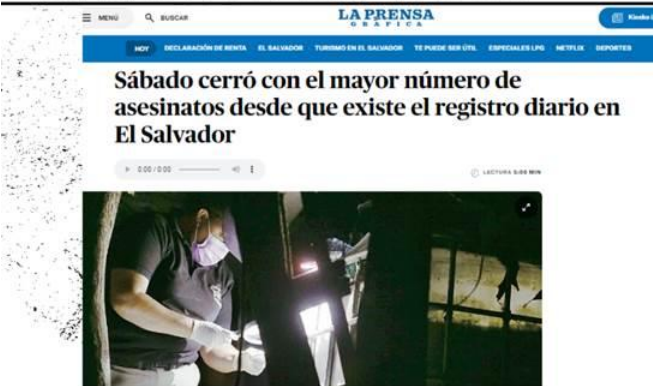 MENÚ
BUSCAR
LA PRENSA
GRÁFICA
Kiosko
HOY DECLARACIÓN DE RENTA EL SALVADOR TURISMO EN EL SALVADOR TE PUEDE SER ÚTIL ESPECIALES LPG NETFLIX DEPORTES
Sábado cerró con el mayor número de
asesinatos desde que existe el registro diario en
El Salvador
0:00 / 0:00
LECTURA 5:00 MIN